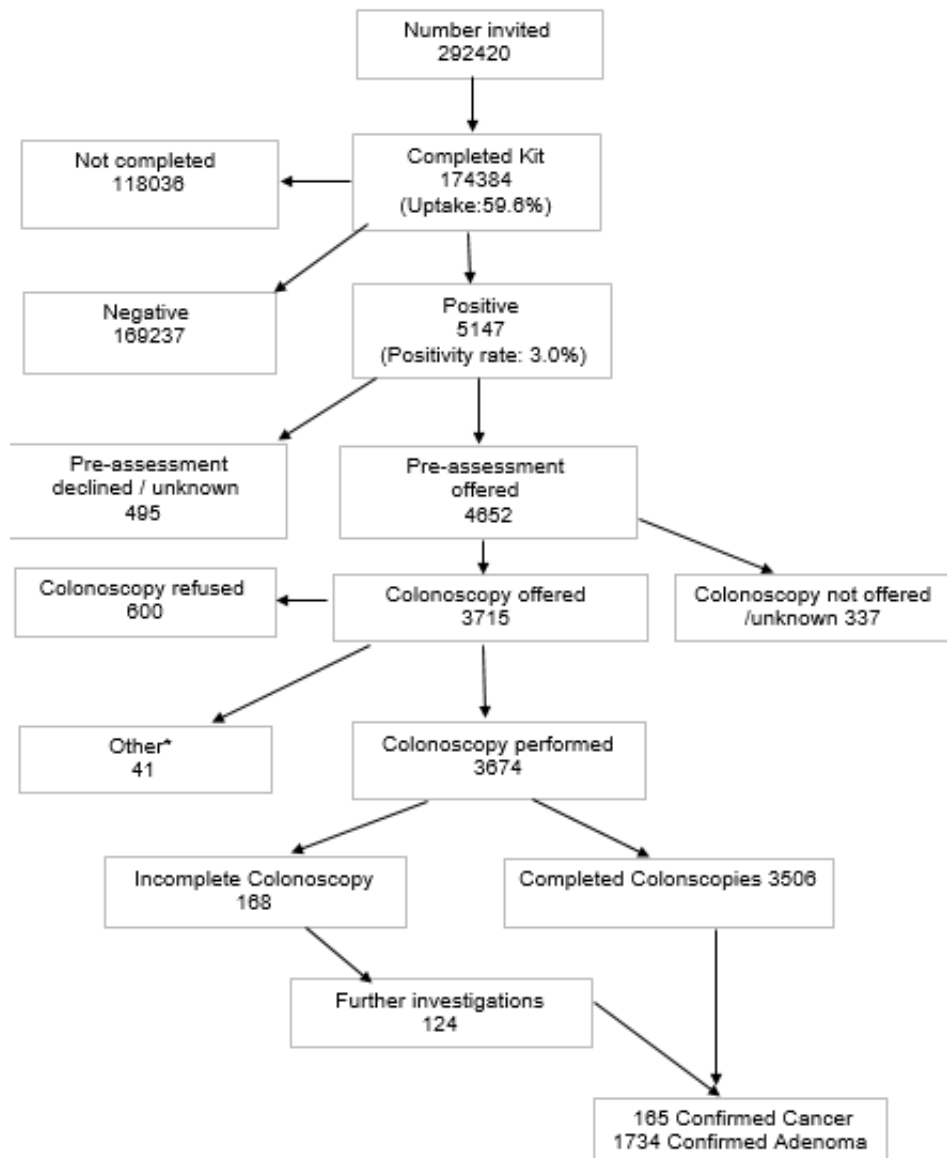 Number invited
292420
Not completed
118036
Completed Kit
174384
(Uptake:59.6%)
Negative
169237
Positive
5147
(Positivity rate: 3.0%)
Pre-assessment
declined / unknown
495
Pre-assessment
offered
4652
Colonoscopy refused
600
Colonoscopy offered
3715
Colonoscopy not offered
/unknown 337
Other*
41
Colonoscopy performed
3674
Incomplete Colonoscopy
168
Completed Colonscopies 3506
Further investigations
124
165 Confirmed Cancer
1734 Confirmed Adenoma